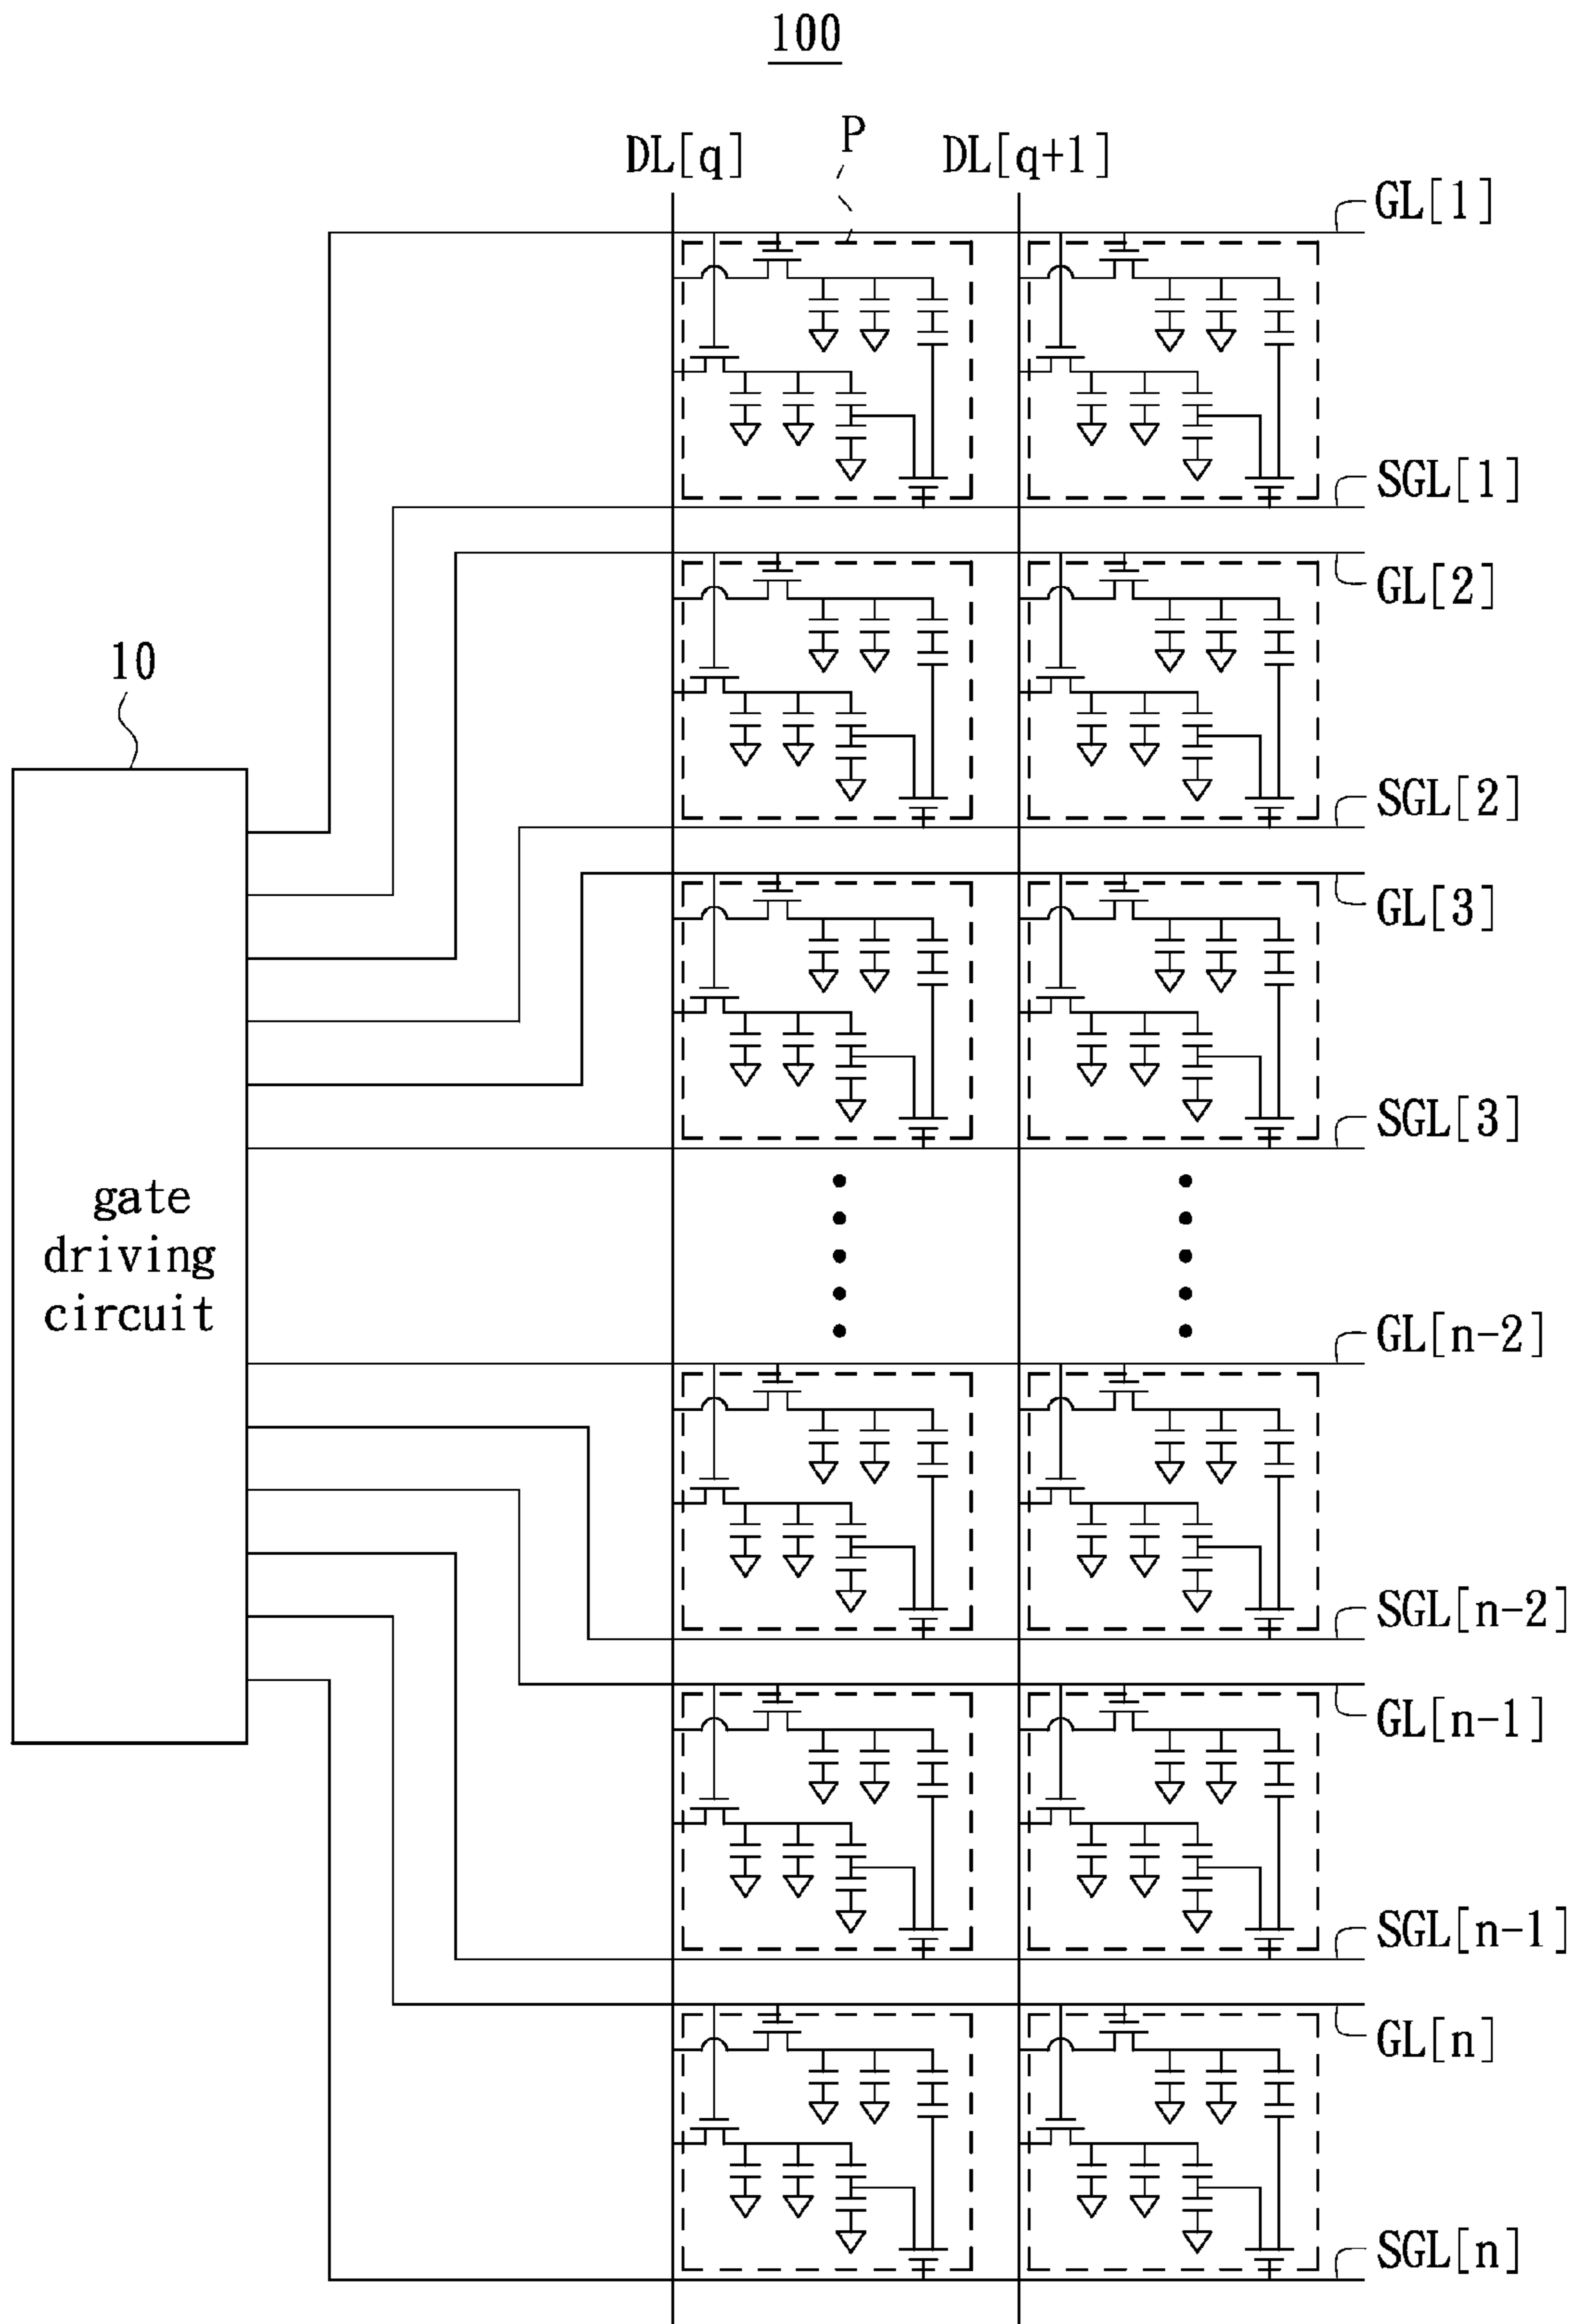 100
DL[q]
P
DL[q+1]
GL[1]
SGL[1]
GL[2]
10
SGL[2]
GL[3]
SGL[3]
gate
driving
circuit
GL[n-2]
SGL[n-2]
GL[n-1]
SGL[n-1]
GL[n]
SGL[n]